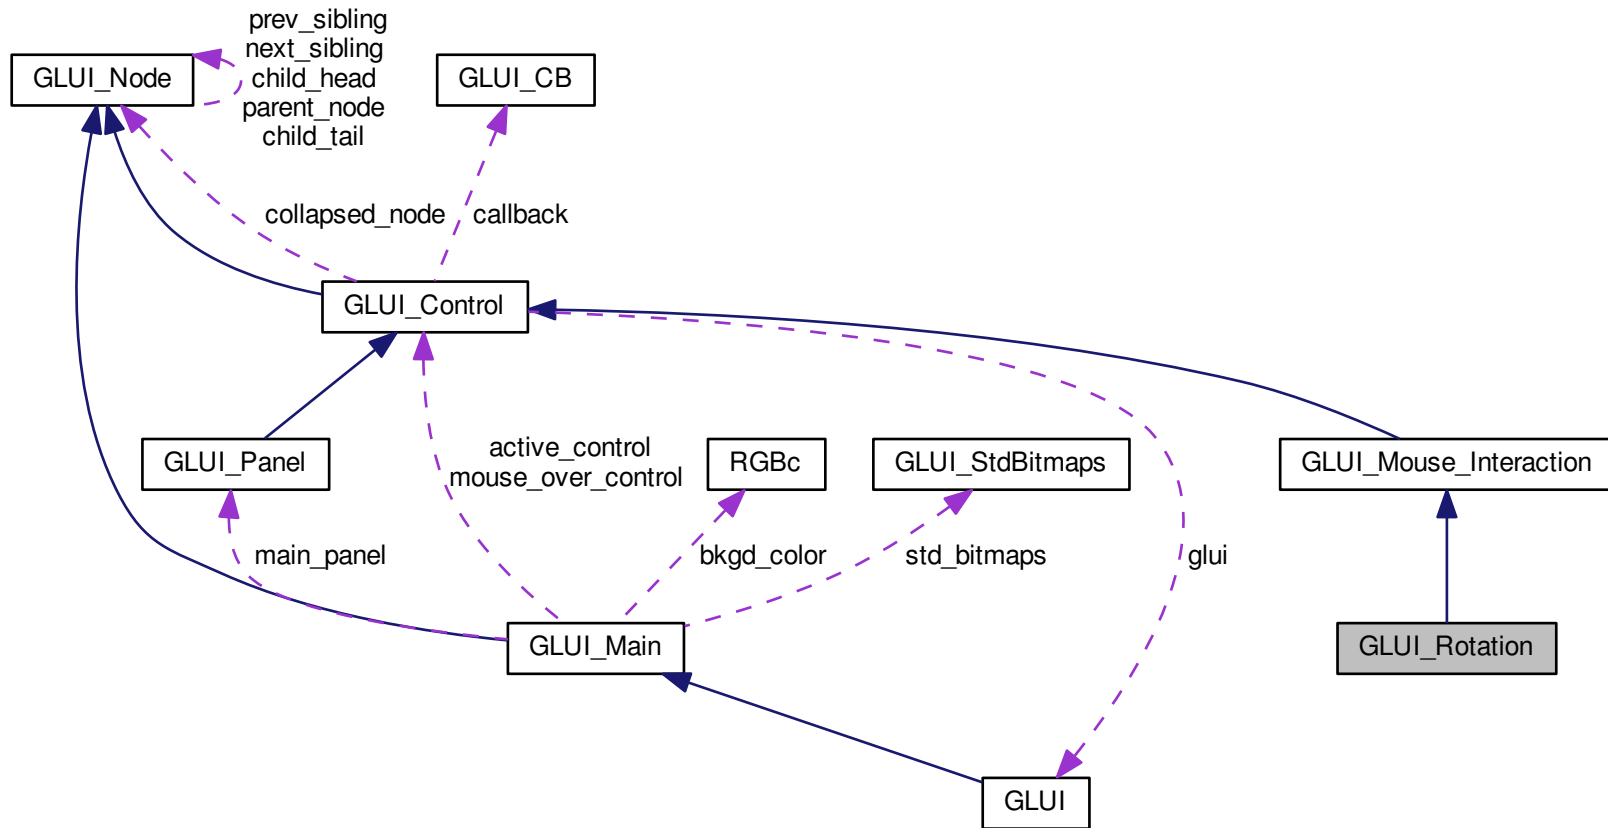 prev_sibling
next_sibling
child_head
parent_node
child_tail
GLUI_Node
GLUI_CB
collapsed_node
callback
GLUI_Control
active_control
mouse_over_control
GLUI_Panel
RGBc
GLUI_StdBitmaps
GLUI_Mouse_Interaction
main_panel
bkgd_color
std_bitmaps
glui
GLUI_Main
GLUI_Rotation
GLUI